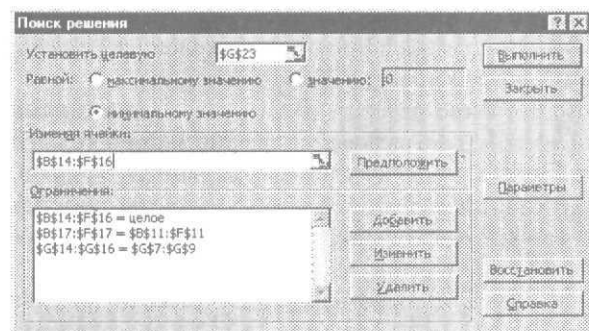 Поиск решения
Установить целевую $G$23 Выполнить
Равной: максимальному значению значению: 0 Закрыть
минимальному значению
Изменяя ячейки:
$B$14:$F$16 Предположить
Параметры
Ограничения:
$B$14:$F$16 = целое Добавить
$B$17:$F$17 = $B$11:$F$11
$G$14:$G$16 = $G$7:$G$9 Изменить
Восстановить
Удалить
Справка